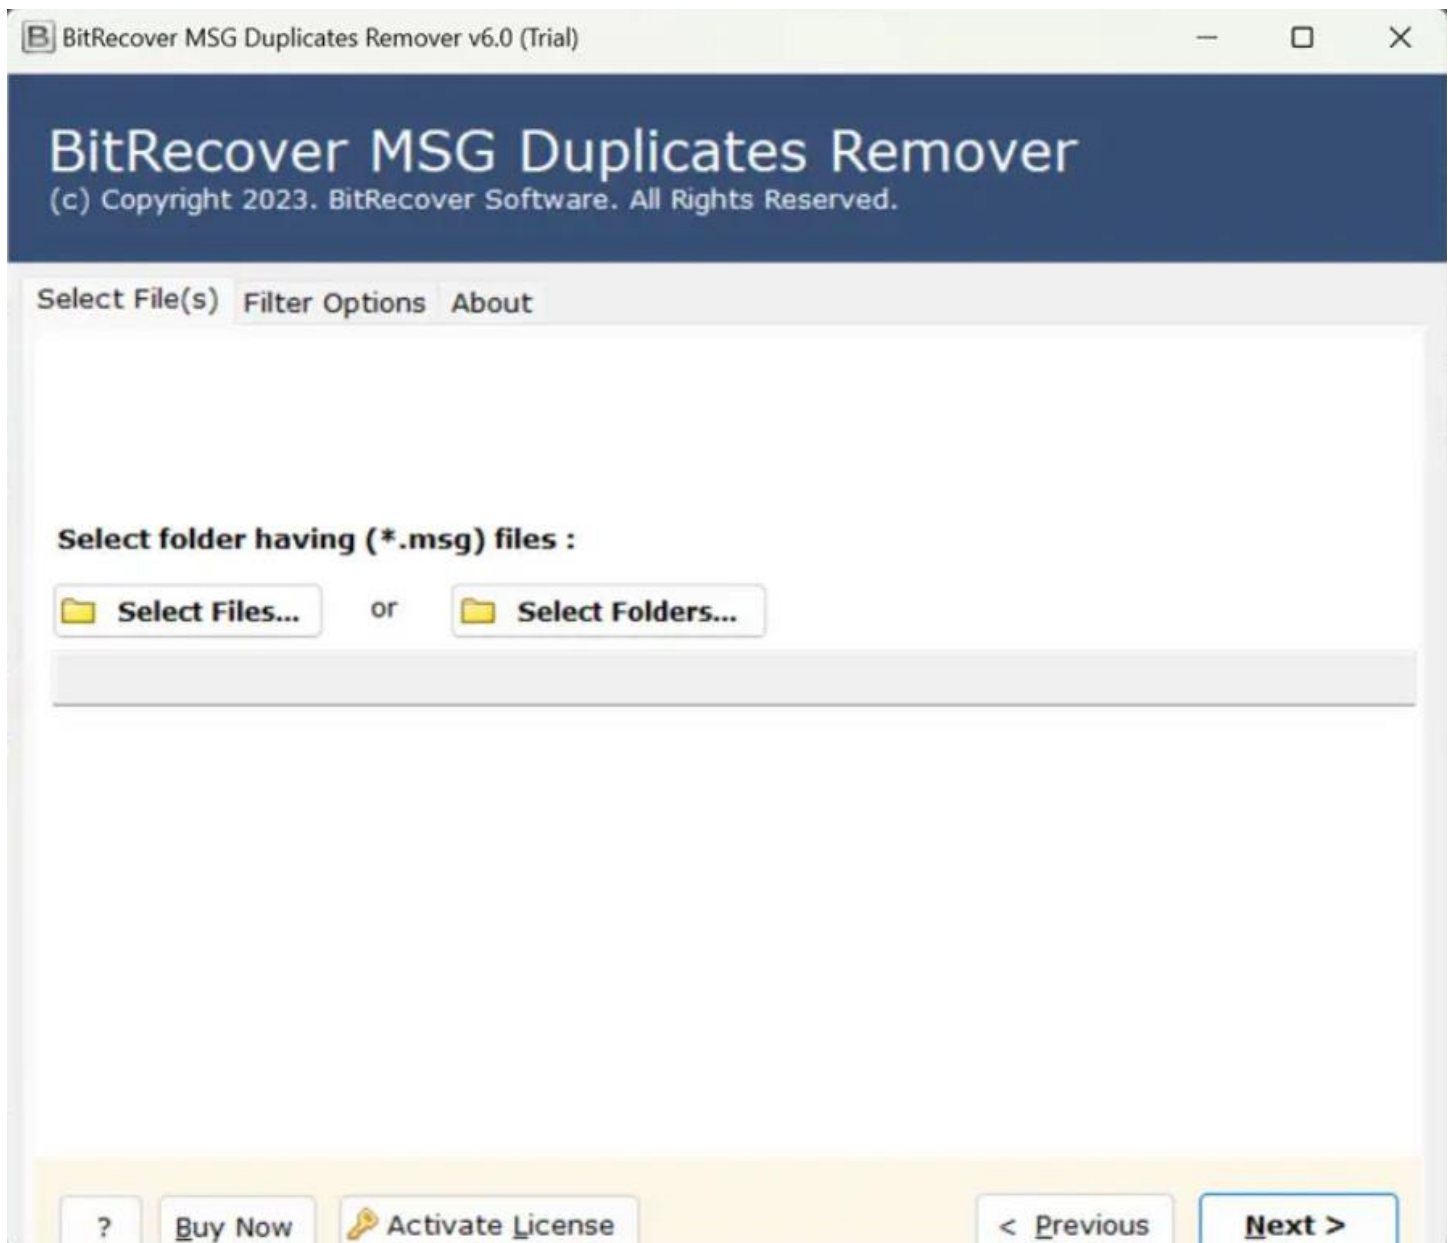 BitRecover MSG Duplicates Remover v6.0 (Trial)
BitRecover MSG Duplicates Remover
(c) Copyright 2023. BitRecover Software. All Rights Reserved.
Select File(s) Filter Options About
Select folder having (*.msg) files :
Select Files... or Select Folders...
? Buy Now Activate License < Previous Next >